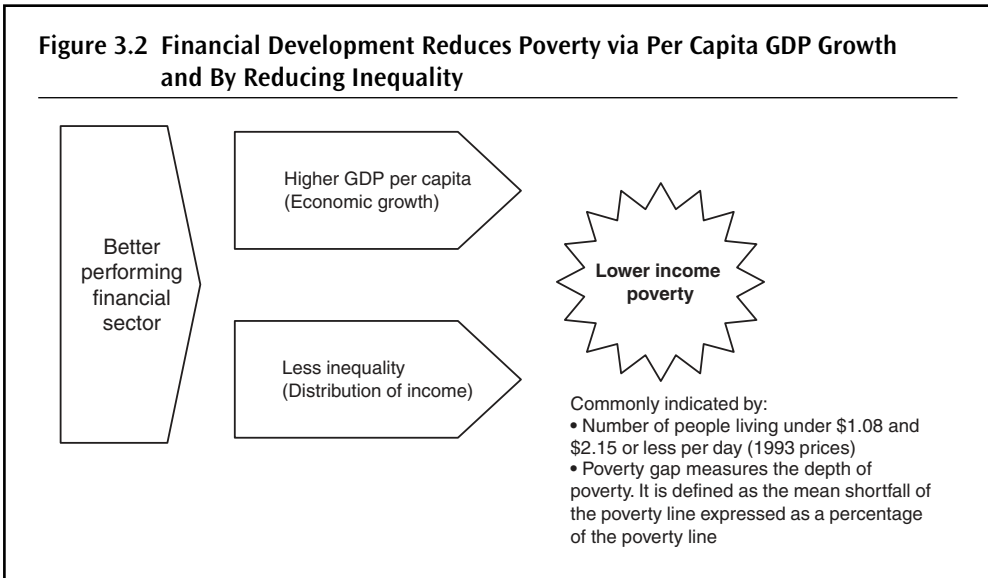 Figure 3.2 Financial Development Reduces Poverty via Per Capita GDP Growth
and By Reducing Inequality
Better
performing
financial
sector
Higher GDP per capita
(Economic growth)
Less inequality
(Distribution of income)
Lower income
poverty
Commonly indicated by:
• Number of people living under $1.08 and
$2.15 or less per day (1993 prices)
• Poverty gap measures the depth of
poverty. It is defined as the mean shortfall of
the poverty line expressed as a percentage
of the poverty line